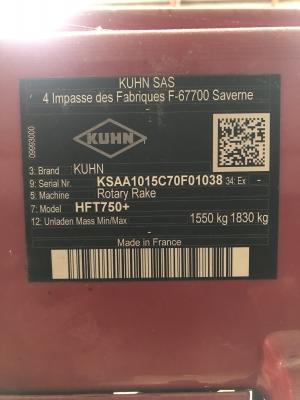 KUHN SAS
4 Impasse des Fabriques F-67700 Saverne
KUHN
09993000
3: Brand KUHN
9: Serial Nr. KSAA1015C70F01038 34: Ex -
5: Machine Rotary Rake
7: Model HFT750+
12: Unladen Mass Min/Max 1550 kg 1830 kg
Made in France